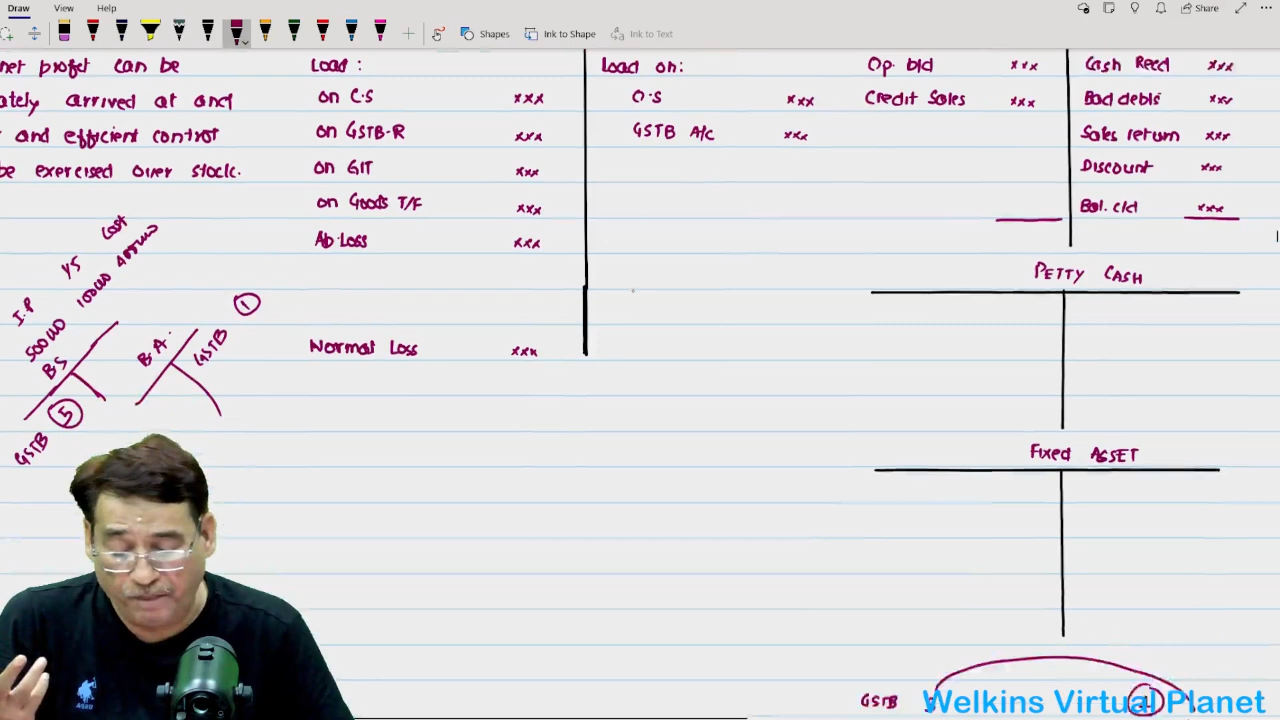 Draw View Help
Share
Shapes Ink to Shape Ink to Text
net profit can be
ately arrived at and
and efficient control
be exercised over stock.
Load :
on C.S xxx
on GSTB-R xxx
on GIT xxx
on Goods T/F xxx
Ab. Loss xxx
Normal Loss xxx
Load on:
O.S xxx
GSTB A/c xxx
Op. bld xxx
Credit Sales xxx
Cash Recd xxx
Bad debts xxx
Sales return xxx
Discount xxx
Bal. c/d xxx
I.P YS Cost
50000 10000 40000
BS
5
GSTB
B.A.
GSTB
1
PETTY CASH
Fixed ASSET
GSTB
Welkins Virtual Planet